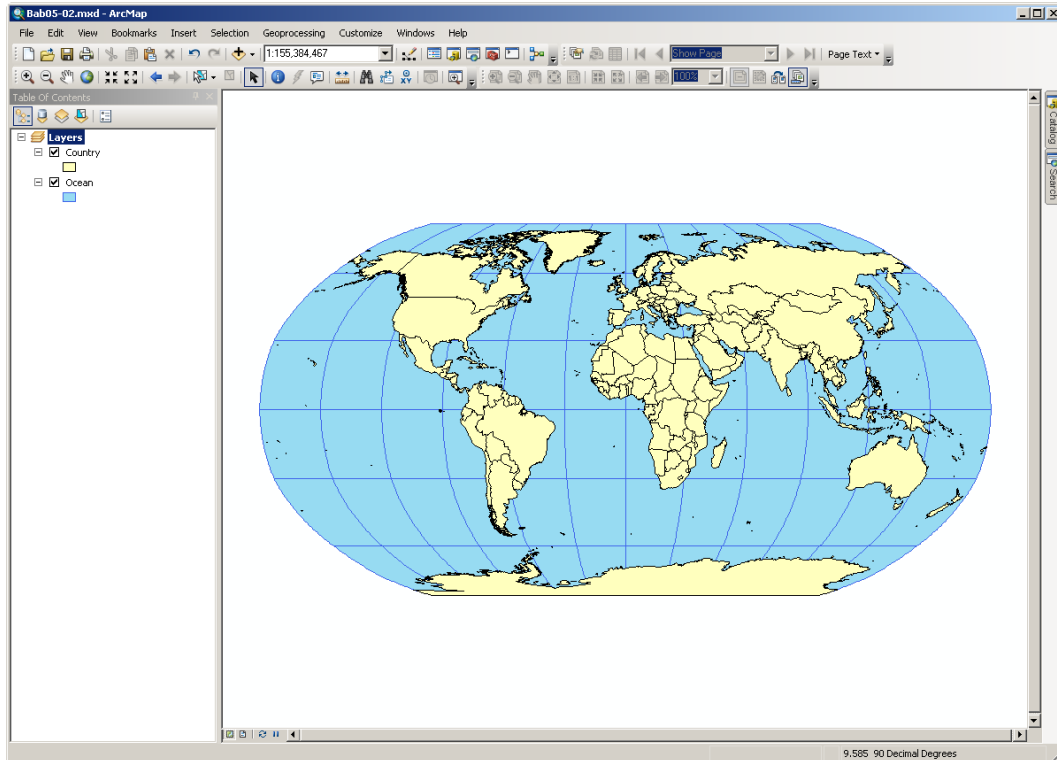 Bab05-02.mxd - ArcMap
File Edit View Bookmarks Insert Selection Geoprocessing Customize Windows Help
1:155,384,467 Show Page Page Text
100%
Table Of Contents
Layers
Country
Ocean
Catalog
Search
9.585 90 Decimal Degrees